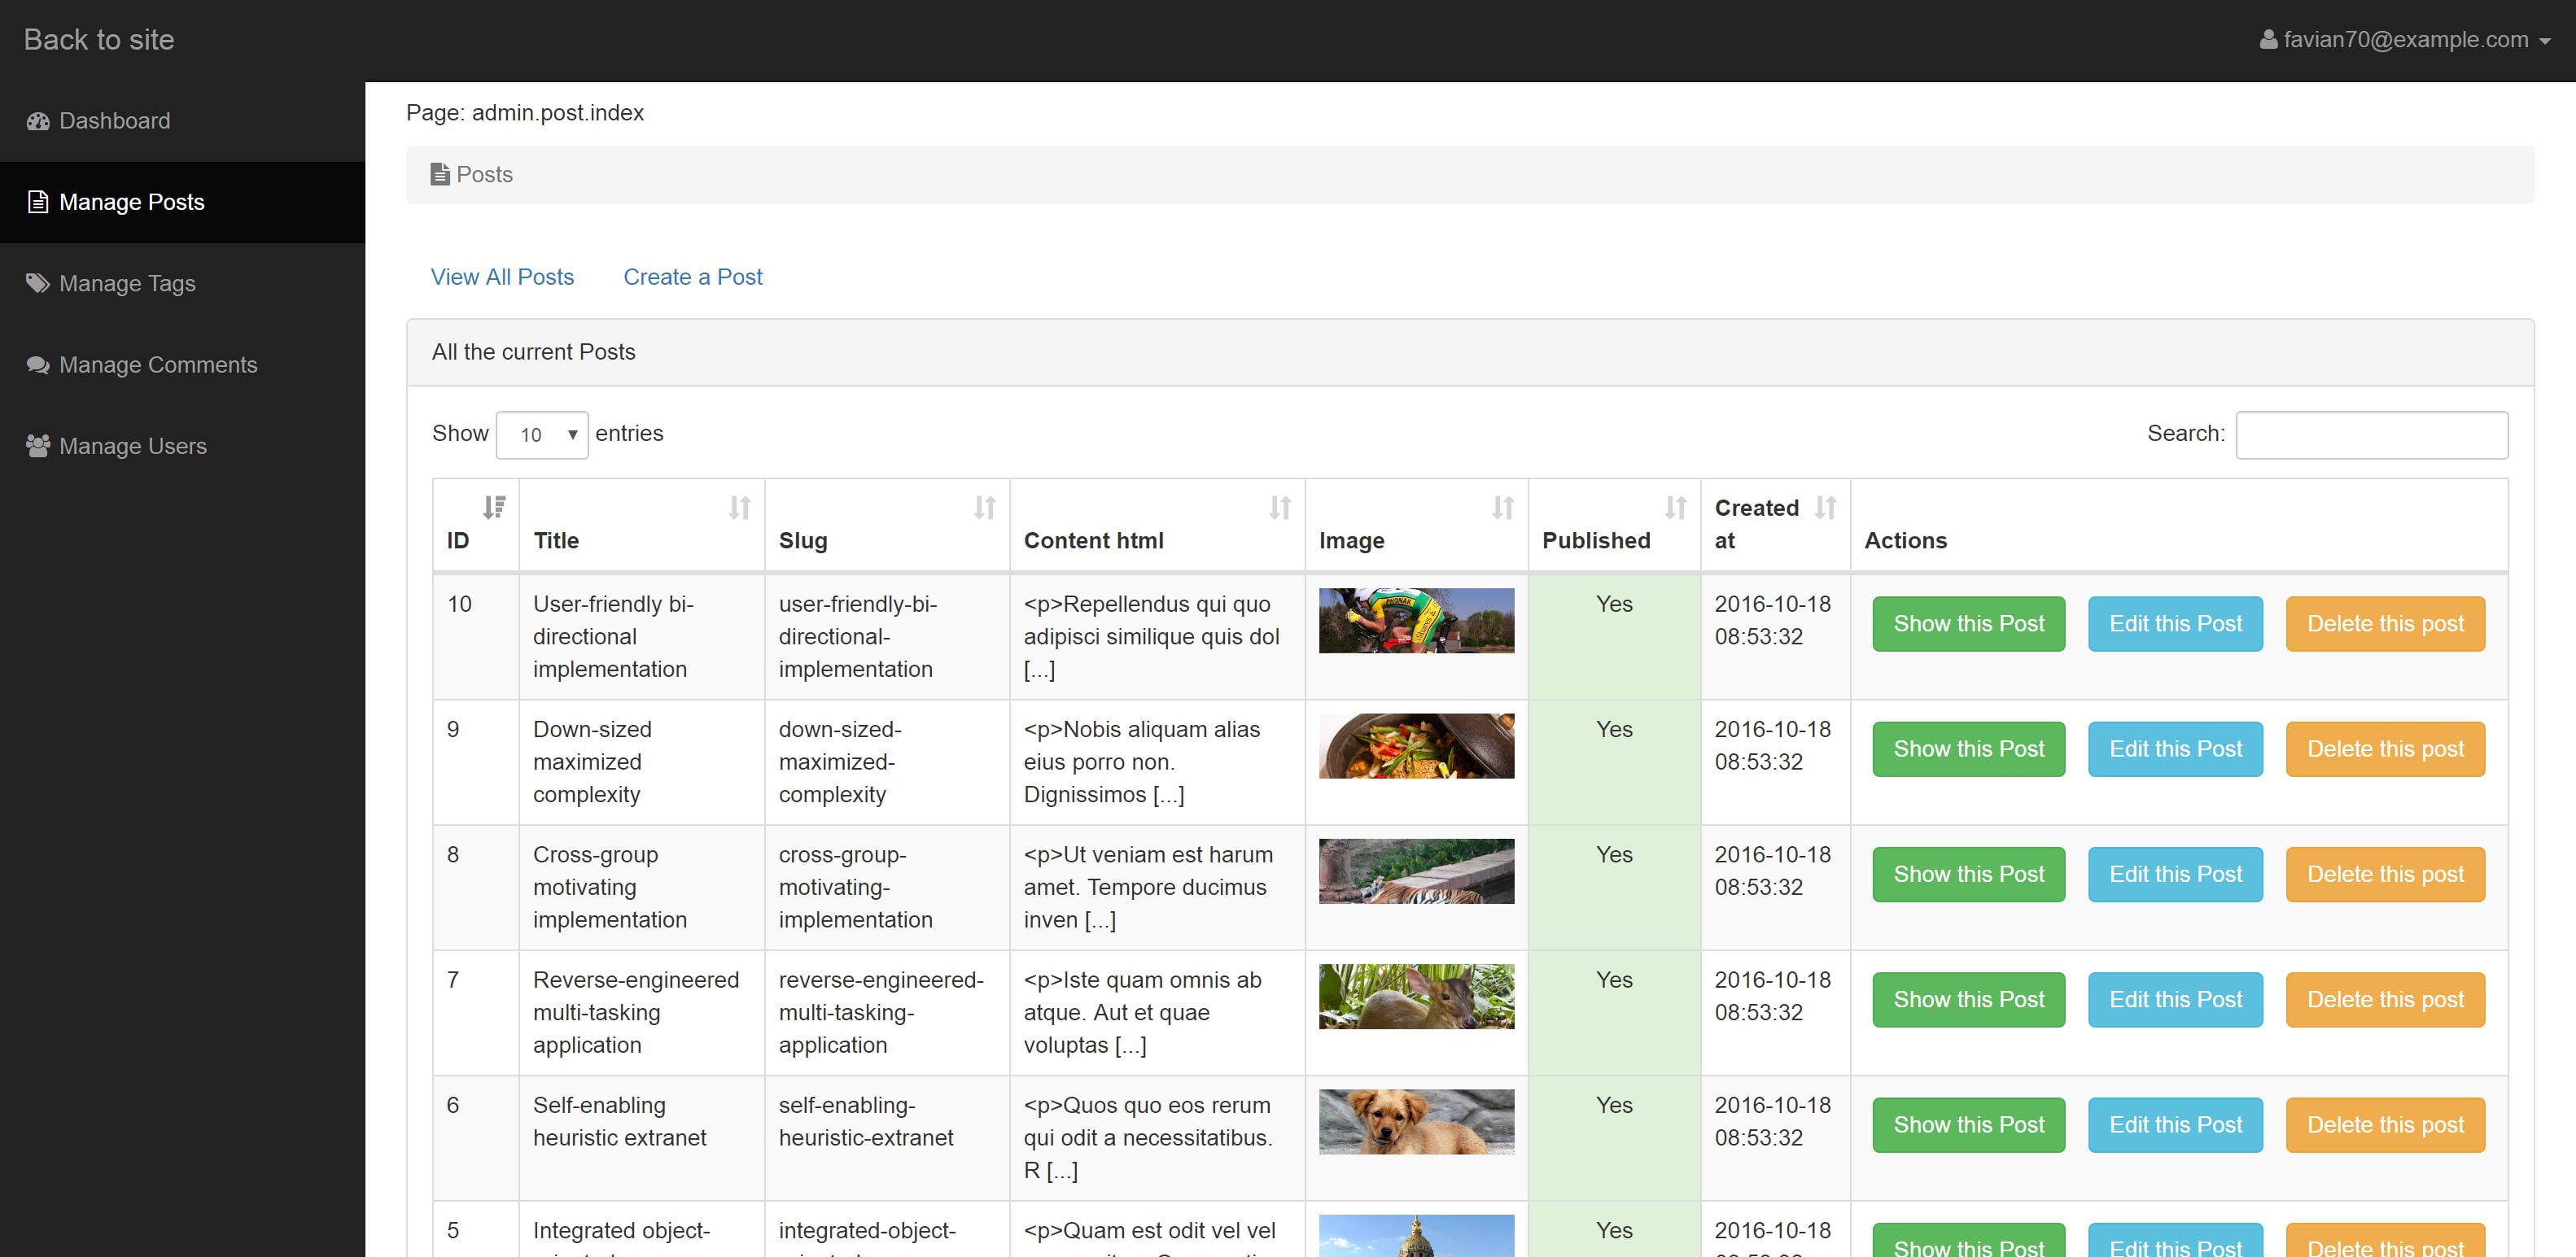 Back to site
favian70@example.com
Dashboard
Manage Posts
Manage Tags
Manage Comments
Manage Users
Page: admin.post.index
Posts
View All Posts Create a Post
All the current Posts
Show 10 entries
Search:
ID Title Slug Content html Image Published Created at Actions
10
User-friendly bi-
directional
implementation
user-friendly-bi-
directional-
implementation
<p>Repellendus qui quo
adipisci similique quis dol
[...]
PHONAK
iShares
Yes
2016-10-18
08:53:32
Show this Post Edit this Post Delete this post
9
Down-sized
maximized
complexity
down-sized-
maximized-
complexity
<p>Nobis aliquam alias
eius porro non.
Dignissimos [...]
Yes
2016-10-18
08:53:32
Show this Post Edit this Post Delete this post
8
Cross-group
motivating
implementation
cross-group-
motivating-
implementation
<p>Ut veniam est harum
amet. Tempore ducimus
inven [...]
Yes
2016-10-18
08:53:32
Show this Post Edit this Post Delete this post
7
Reverse-engineered
multi-tasking
application
reverse-engineered-
multi-tasking-
application
<p>Iste quam omnis ab
atque. Aut et quae
voluptas [...]
Yes
2016-10-18
08:53:32
Show this Post Edit this Post Delete this post
6
Self-enabling
heuristic extranet
self-enabling-
heuristic-extranet
<p>Quos quo eos rerum
qui odit a necessitatibus.
R [...]
Yes
2016-10-18
08:53:32
Show this Post Edit this Post Delete this post
5
Integrated object-
integrated-object-
<p>Quam est odit vel vel
Yes
2016-10-18
Show this Post Edit this Post Delete this post